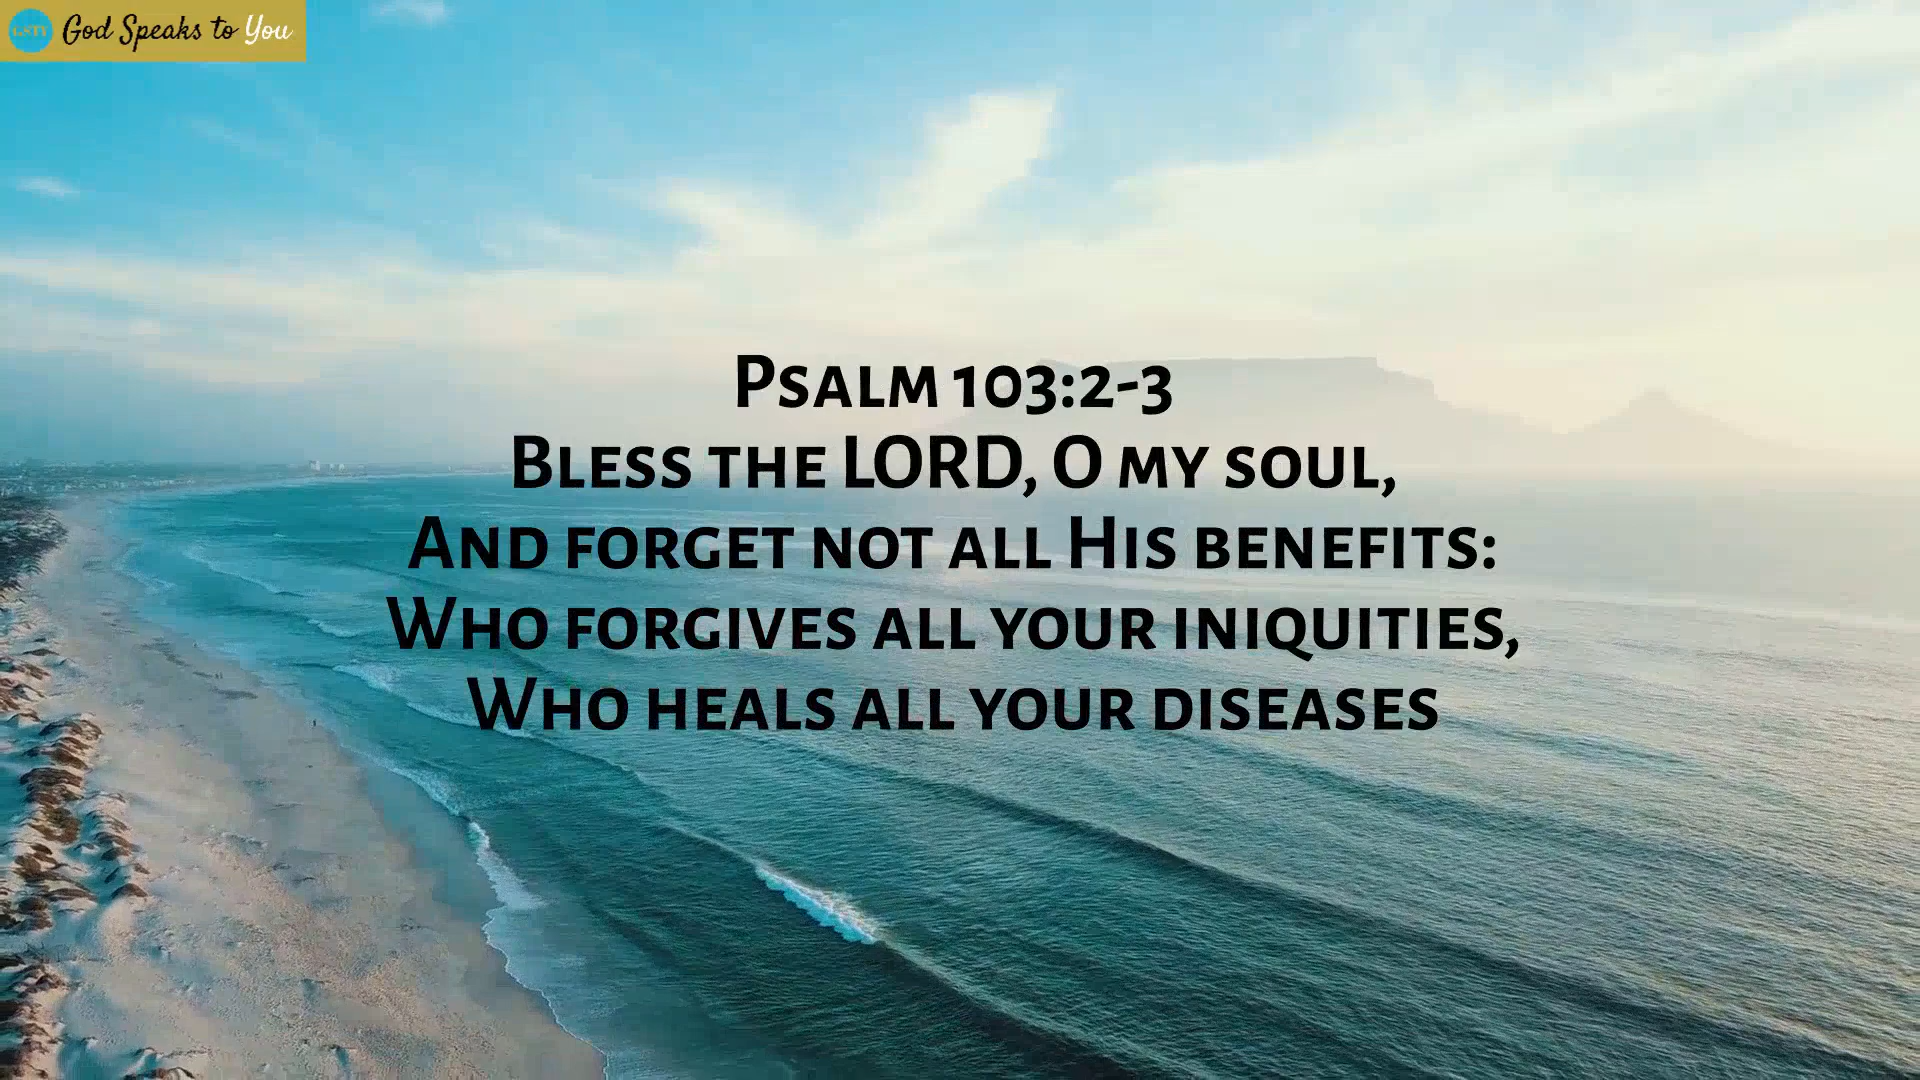 God Speaks to You
Psalm 103:2-3
Bless the LORD, O my soul,
And forget not all His benefits:
Who forgives all your iniquities,
Who heals all your diseases